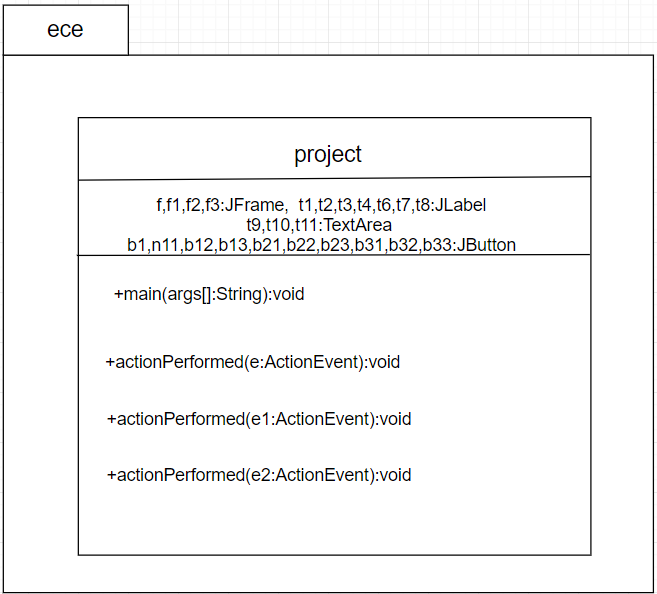 ece
project
f,f1,f2,f3:JFrame, t1,t2,t3,t4,t6,t7,t8:JLabel
t9,t10,t11:TextArea
b1,n11,b12,b13,b21,b22,b23,b31,b32,b33:JButton
+main(args[]:String):void
+actionPerformed(e:ActionEvent):void
+actionPerformed(e1:ActionEvent):void
+actionPerformed(e2:ActionEvent):void